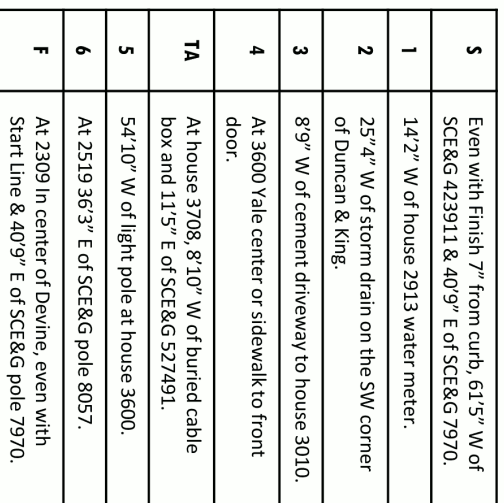 S
Even with Finish 7” from curb, 61’5” W of
SCE&G 423911 & 40’9” E of SCE&G 7970.
1
14’2” W of house 2913 water meter.
2
25”4” W of storm drain on the SW corner
of Duncan & King.
3
8’9” W of cement driveway to house 3010.
4
At 3600 Yale center or sidewalk to front
door.
TA
At house 3708, 8’10” W of buried cable
box and 11’5” E of SCE&G 527491.
5
54’10” W of light pole at house 3600.
6
At 2519 36’3” E of SCE&G pole 8057.
F
At 2309 In center of Devine, even with
Start Line & 40’9” E of SCE&G pole 7970.